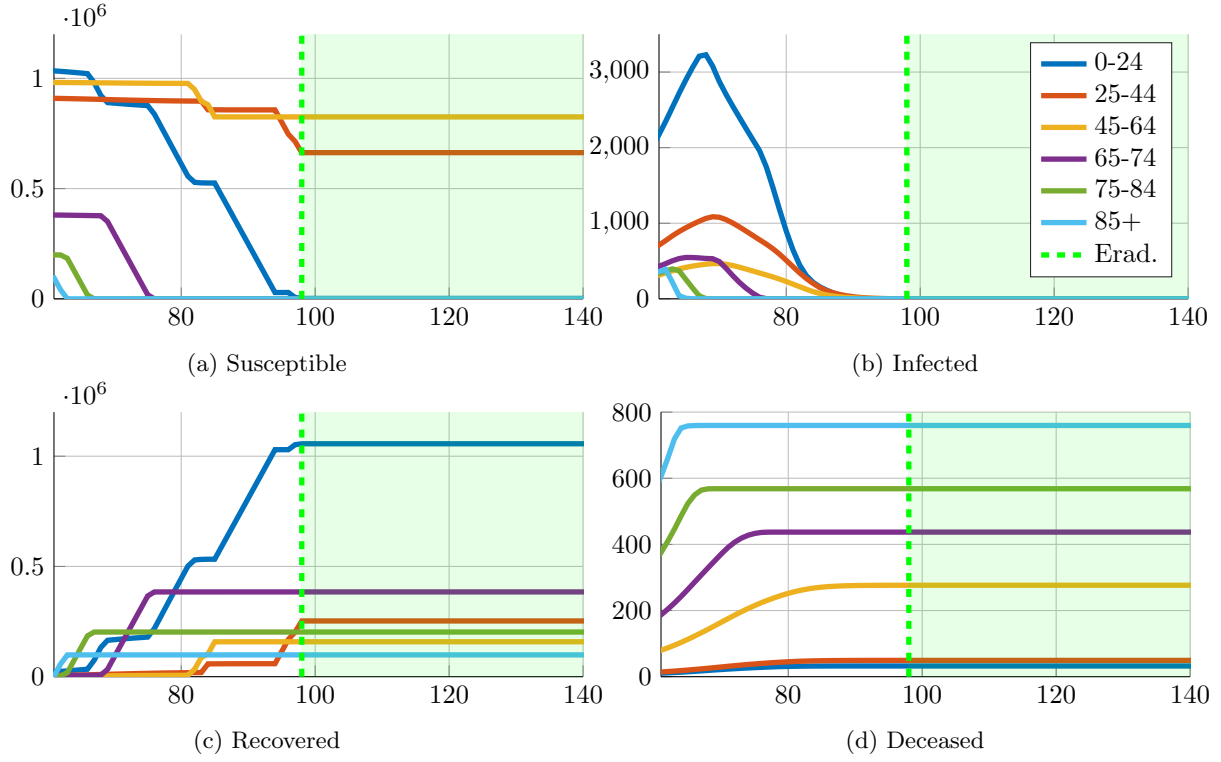 ·10^6
1
0.5
0
80 100 120 140
(a) Susceptible
3,000
2,000
1,000
0
80 100 120 140
0-24
25-44
45-64
65-74
75-84
85+
Erad.
(b) Infected
·10^6
1
0.5
0
80 100 120 140
(c) Recovered
800
600
400
200
0
80 100 120 140
(d) Deceased